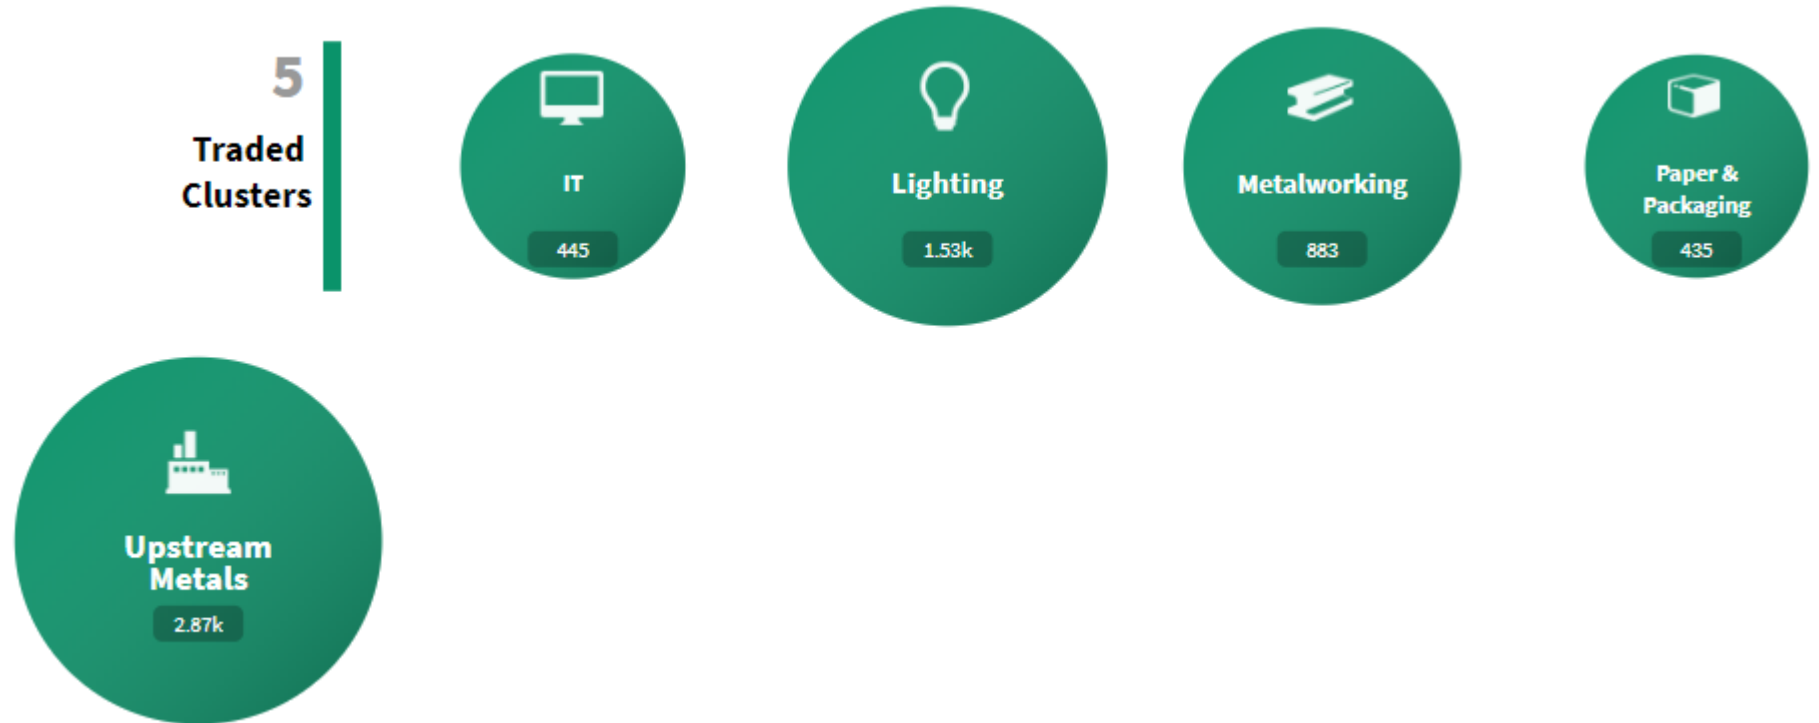 5
Traded
Clusters
IT
445
Lighting
1.53k
Metalworking
883
Paper &
Packaging
435
Upstream
Metals
2.87k